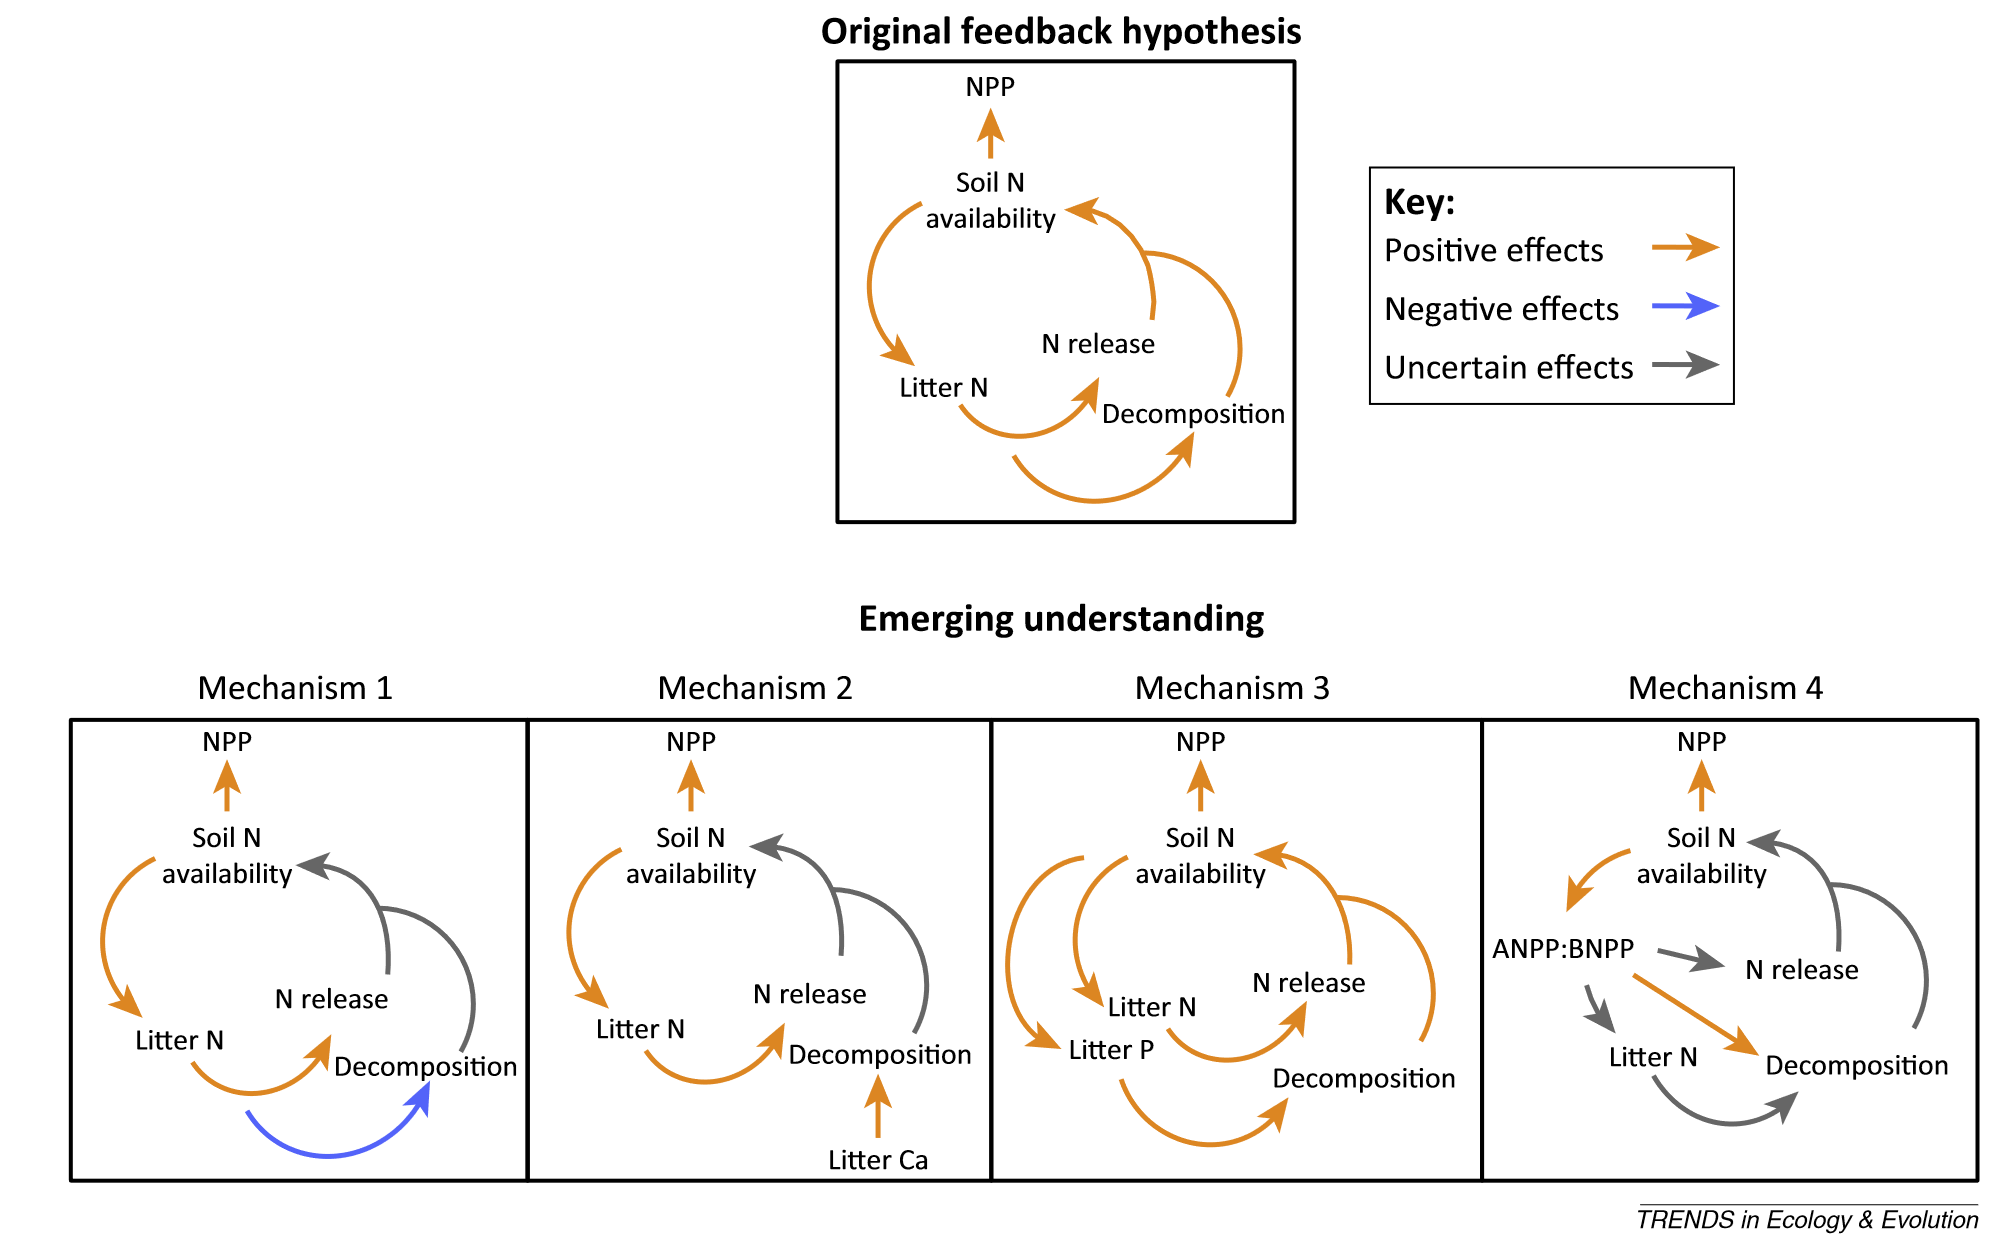 Original feedback hypothesis
NPP
Soil N
availability
N release
Litter N
Decomposition
Key:
Positive effects
Negative effects
Uncertain effects
Emerging understanding
Mechanism 1
NPP
Soil N
availability
N release
Litter N
Decomposition
Mechanism 2
NPP
Soil N
availability
N release
Litter N
Decomposition
Litter Ca
Mechanism 3
NPP
Soil N
availability
N release
Litter N
Litter P
Decomposition
Mechanism 4
NPP
Soil N
availability
ANPP:BNPP
N release
Litter N
Decomposition
TRENDS in Ecology & Evolution